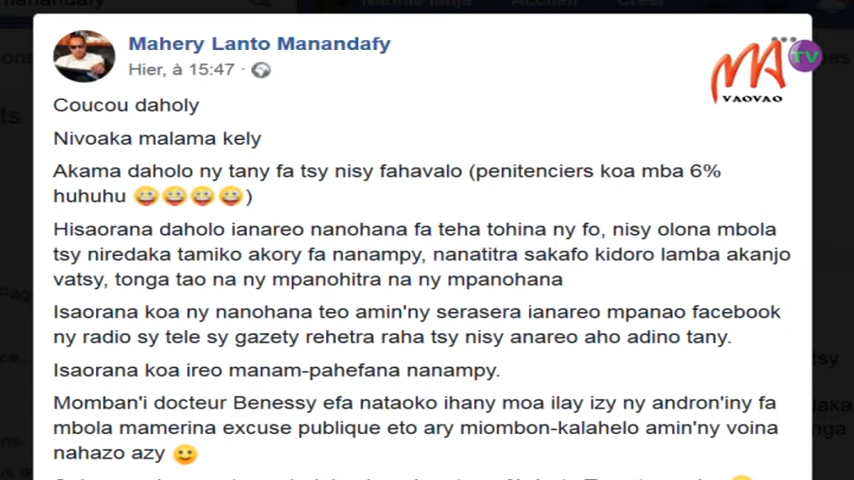 Mahery Lanto Manandafy
Hier, à 15:47 ·
MA TV
VAOVAO
Coucou daholy
Nivoaka malama kely
Akama daholo ny tany fa tsy nisy fahavalo (penitenciers koa mba 6%
huhuhu 😂😂😂😂)
Hisaorana daholo ianareo nanohana fa teha tohina ny fo, nisy olona mbola
tsy niredaka tamiko akory fa nanampy, nanatitra sakafo kidoro lamba akanjo
vatsy, tonga tao na ny mpanohitra na ny mpanohana
Isaorana koa ny nanohana teo amin'ny serasera ianareo mpanao facebook
ny radio sy tele sy gazety rehetra raha tsy nisy anareo aho adino tany.
Isaorana koa ireo manam-pahefana nanampy.
Momban'i docteur Benessy efa nataoko ihany moa ilay izy ny andron'iny fa
mbola mamerina excuse publique eto ary miombon-kalahelo amin'ny voina
nahazo azy 🙂